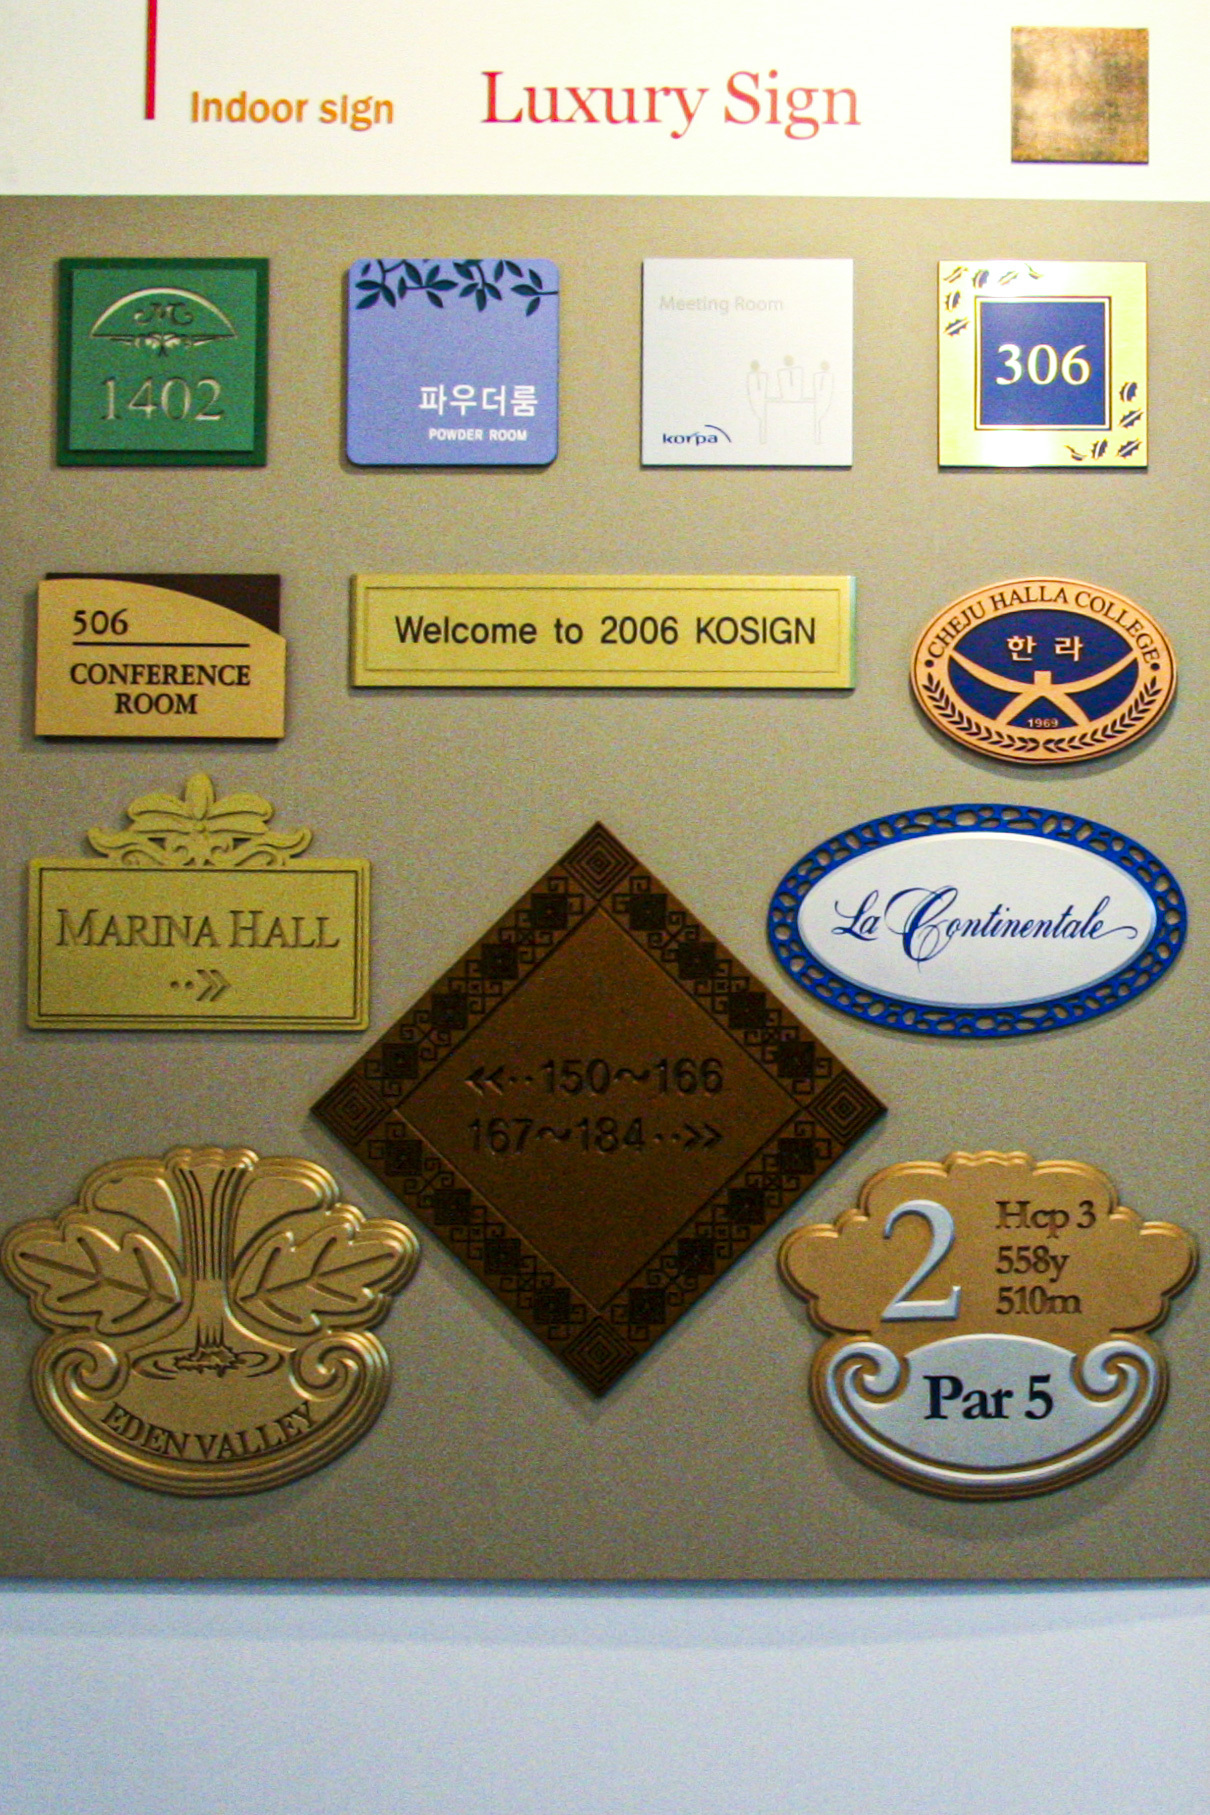 Indoor sign
Luxury Sign
1402
파우더룸
POWDER ROOM
Meeting Room
korpa
306
506
CONFERENCE
ROOM
Welcome to 2006 KOSIGN
CHEJU HALLA COLLEGE
한 라
1969
MARINA HALL
La Continentale
150~166
167~184
EDEN VALLEY
2
Hcp 3
558y
510m
Par 5